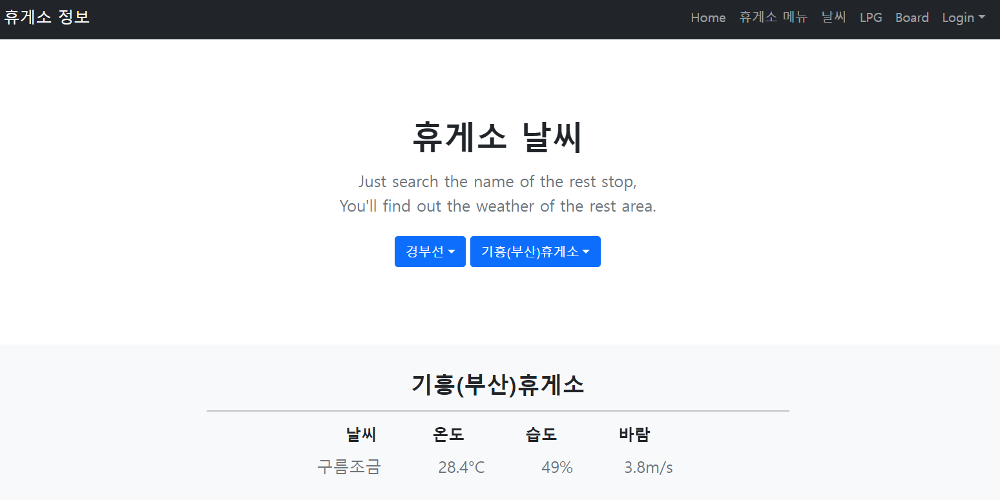 휴게소 정보 Home 휴게소 메뉴 날씨 LPG Board Login
휴게소 날씨
Just search the name of the rest stop,
You'll find out the weather of the rest area.
경부선 기흥(부산)휴게소
기흥(부산)휴게소
날씨 온도 습도 바람
구름조금 28.4°C 49% 3.8m/s